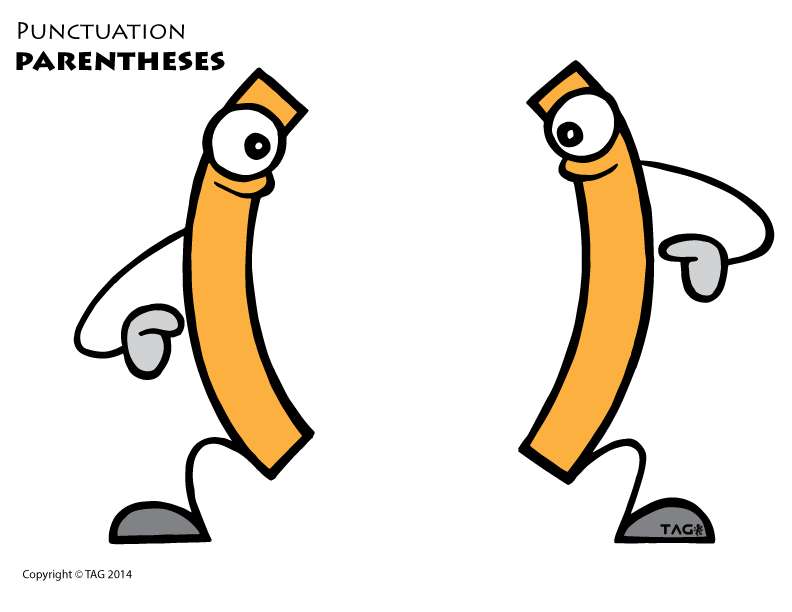 Punctuation
PARENTHESES
TAG
Copyright © TAG 2014